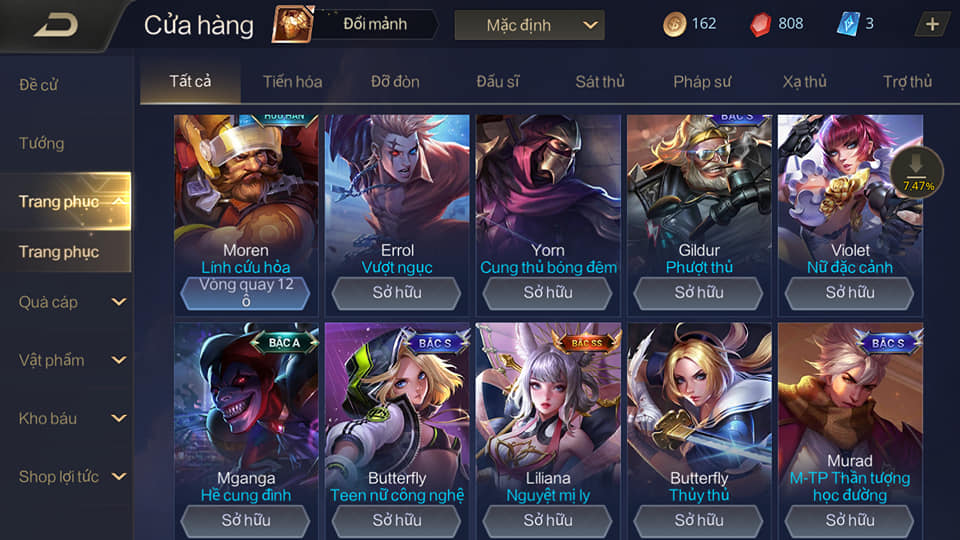 Cửa hàng
Đổi mảnh
Mặc định
162
808
3
Đề cử
Tướng
Trang phục
Trang phục
Quà cáp
Vật phẩm
Kho báu
Shop lợi tức
Tất cả
Tiến hóa
Đỡ đòn
Đấu sĩ
Sát thủ
Pháp sư
Xạ thủ
Trợ thủ
HỮU HẠN
Moren
Lính cứu hỏa
Vòng quay 12
ô
Errol
Vượt ngục
Sở hữu
Yorn
Cung thủ bóng đêm
Sở hữu
BẬC S
Gildur
Phượt thủ
Sở hữu
7.47%
Violet
Nữ đặc cảnh
Sở hữu
BẬC A
Mganga
Hề cung đình
Sở hữu
BẬC S
Butterfly
Teen nữ công nghệ
Sở hữu
BẬC SS
Liliana
Nguyệt mị ly
Sở hữu
Butterfly
Thủy thủ
Sở hữu
BẬC S
Murad
M-TP Thần tượng
học đường
Sở hữu